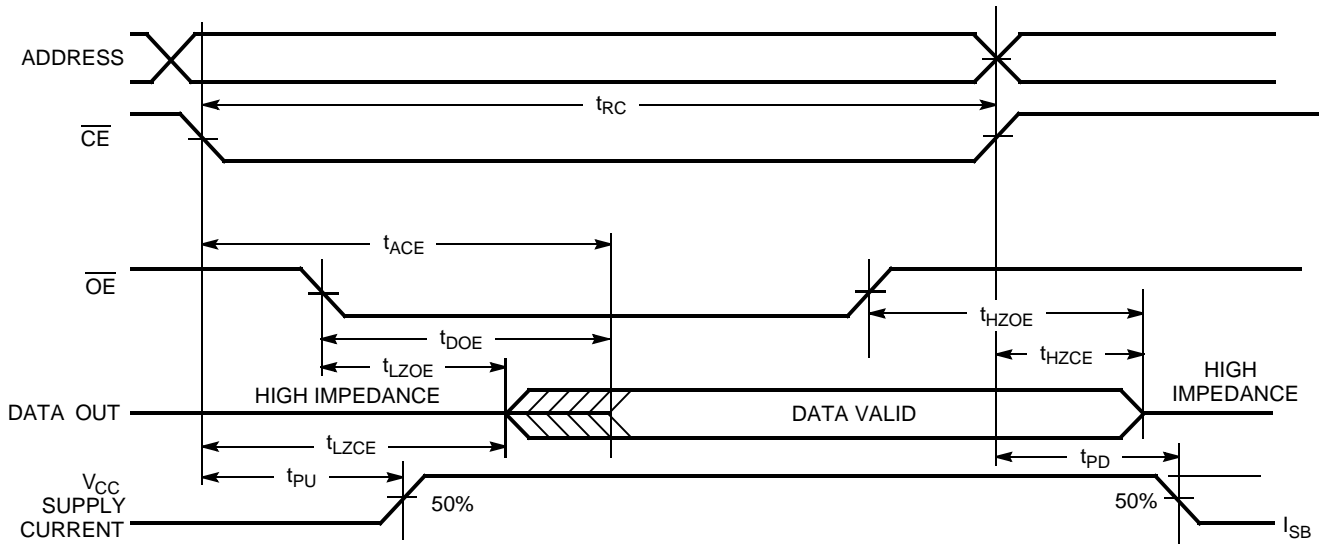 ADDRESS
tRC
CE
tACE
OE
tHZOE
tDOE
tHZCE
tLZOE
HIGH IMPEDANCE
HIGH
IMPEDANCE
DATA OUT
DATA VALID
tLZCE
tPD
tPU
VCC
SUPPLY
CURRENT
50%
50%
ISB